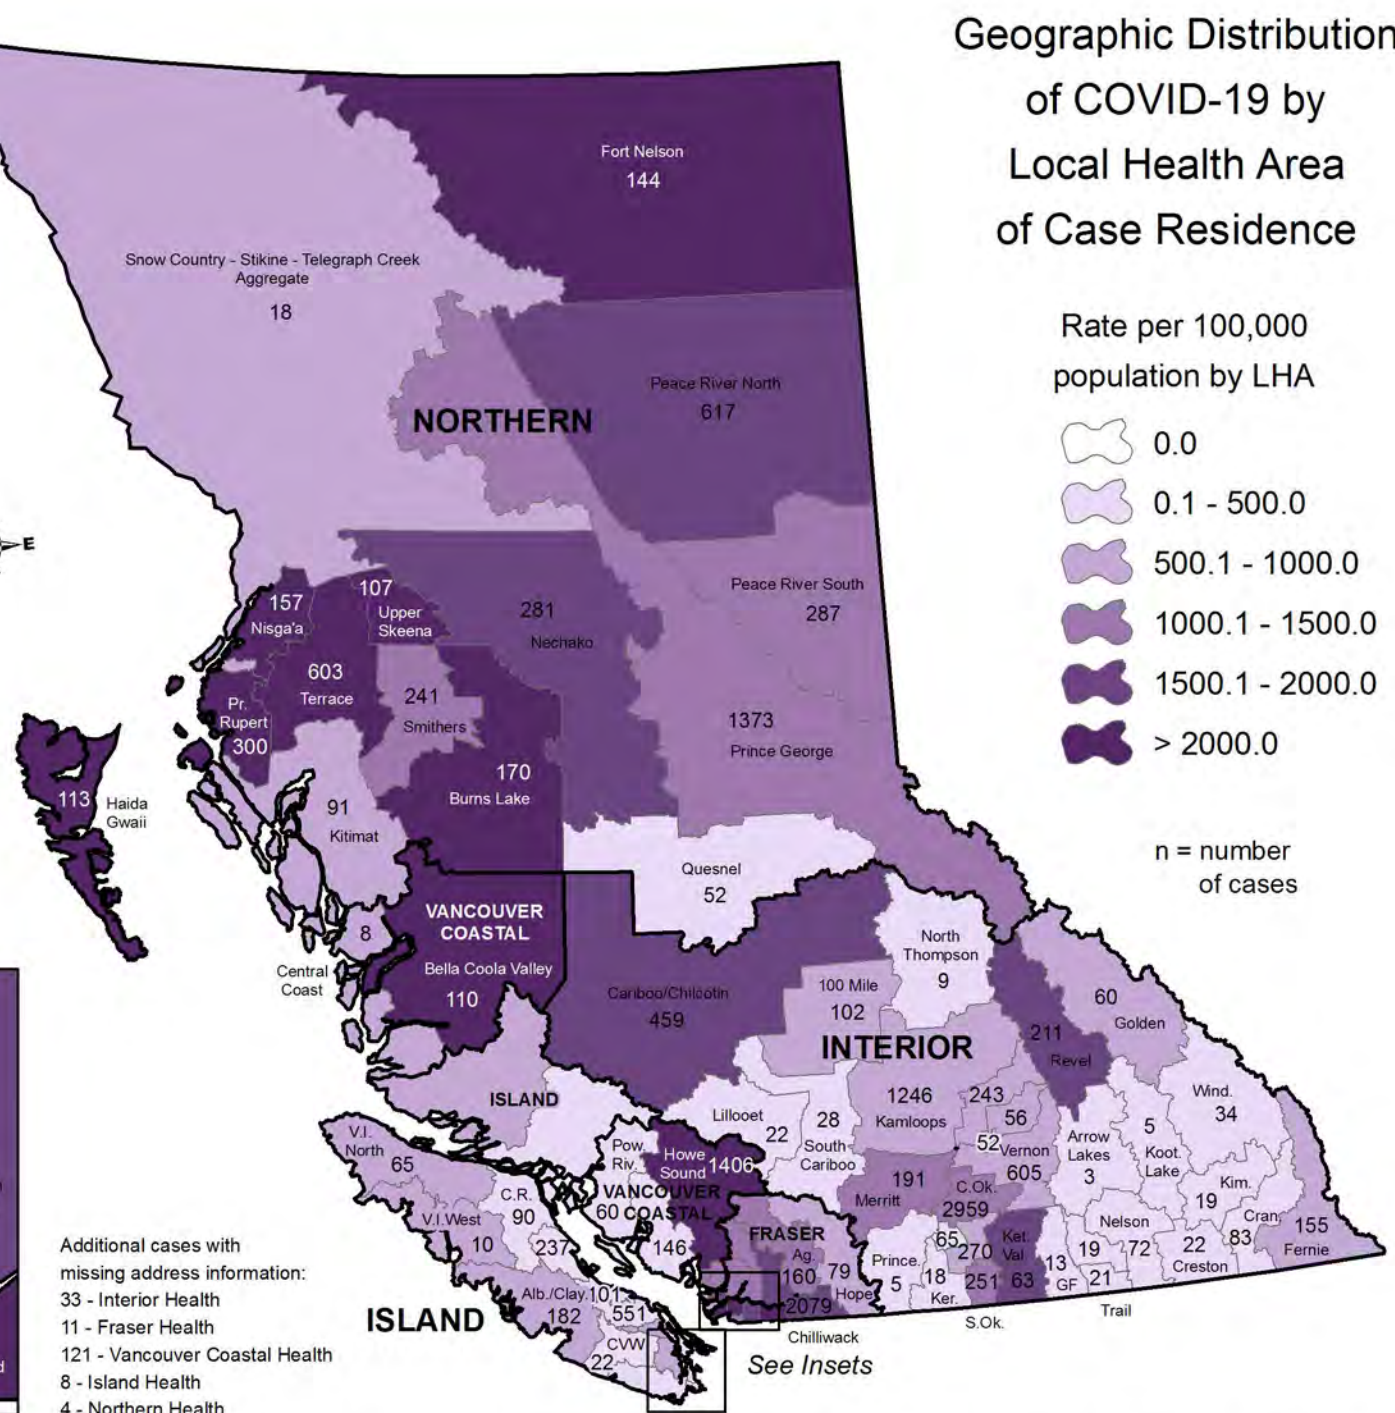 Geographic Distribution
of COVID-19 by
Local Health Area
of Case Residence
Rate per 100,000
population by LHA
0.0
0.1 - 500.0
500.1 - 1000.0
1000.1 - 1500.0
1500.1 - 2000.0
> 2000.0
n = number
of cases
Fort Nelson
144
Snow Country - Stikine - Telegraph Creek
Aggregate
18
Peace River North
617
NORTHERN
E
Peace River South
287
157
Nisga'a
107
Upper
Skeena
281
Nechako
603
Terrace
241
Smithers
Pr.
Rupert
300
1373
Prince George
170
Burns Lake
113
Haida
Gwaii
91
Kitimat
Quesnel
52
VANCOUVER
COASTAL
8
Central
Coast
Bella Coola Valley
110
North
Thompson
9
Cariboo/Chilcotin
459
100 Mile
102
60
Golden
INTERIOR
211
Revel
ISLAND
1246
Kamloops
243
56
52
Vernon
605
Wind.
34
Lillooet
22
28
South
Cariboo
Arrow
Lakes
3
5
Koot.
Lake
V.I.
North
65
Pow.
Riv.
Howe
Sound
1406
VANCOUVER
COASTAL
60
191
Merritt
C.Ok.
2959
Kim.
19
C.R.
90
V.I.West
10
237
146
FRASER
Ag.
160
79
Hope
2079
Chilliwack
Prince.
5
65
270
18
Ker.
251
S.Ok.
Ket.
Val
63
13
GF
Nelson
19
72
21
Trail
22
Creston
Cran.
83
155
Fernie
Alb./Clay.
182
101
551
CVW
22
ISLAND
See Insets
Additional cases with
missing address information:
33 - Interior Health
11 - Fraser Health
121 - Vancouver Coastal Health
8 - Island Health
4 - Northern Health
d